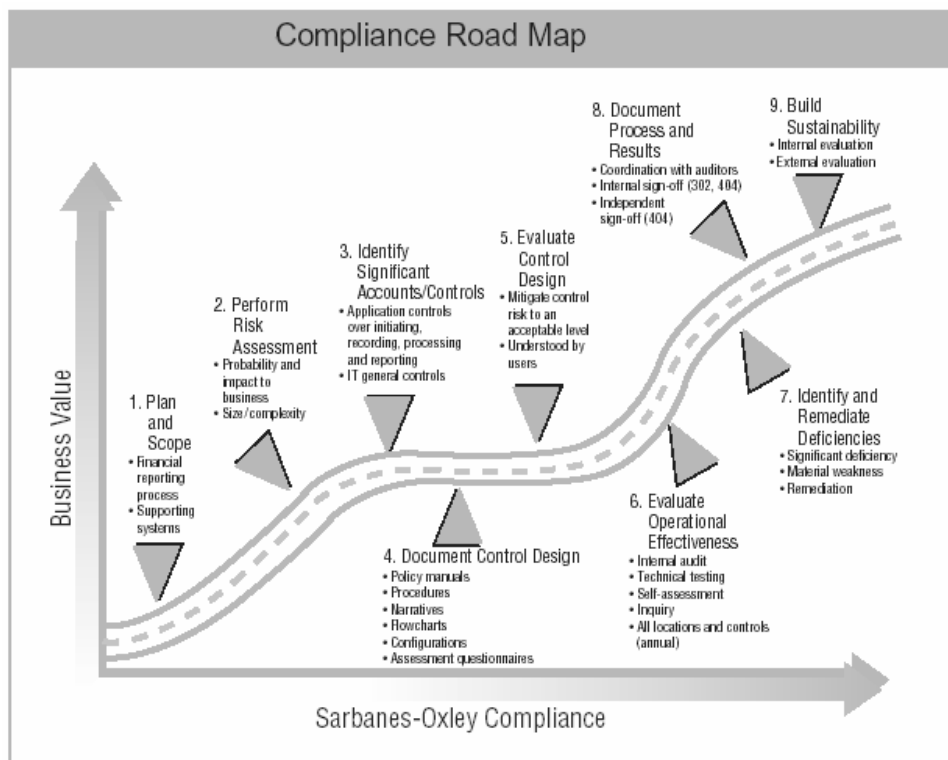 Compliance Road Map
Business Value
1. Plan
and
Scope
• Financial
reporting
process
• Supporting
systems
2. Perform
Risk
Assessment
• Probability and
impact to
business
• Size/complexity
3. Identify
Significant
Accounts/Controls
• Application controls
over initiating,
recording, processing
and reporting
• IT general controls
4. Document Control Design
• Policy manuals
• Procedures
• Narratives
• Flowcharts
• Configurations
• Assessment questionnaires
5. Evaluate
Control
Design
• Mitigate control
risk to an
acceptable level
• Understood by
users
6. Evaluate
Operational
Effectiveness
• Internal audit
• Technical testing
• Self-assessment
• Inquiry
• All locations and controls
(annual)
7. Identify and
Remediate
Deficiencies
• Significant deficiency
• Material weakness
• Remediation
8. Document
Process and
Results
• Coordination with auditors
• Internal sign-off (302, 404)
• Independent
sign-off (404)
9. Build
Sustainability
• Internal evaluation
• External evaluation
Sarbanes-Oxley Compliance